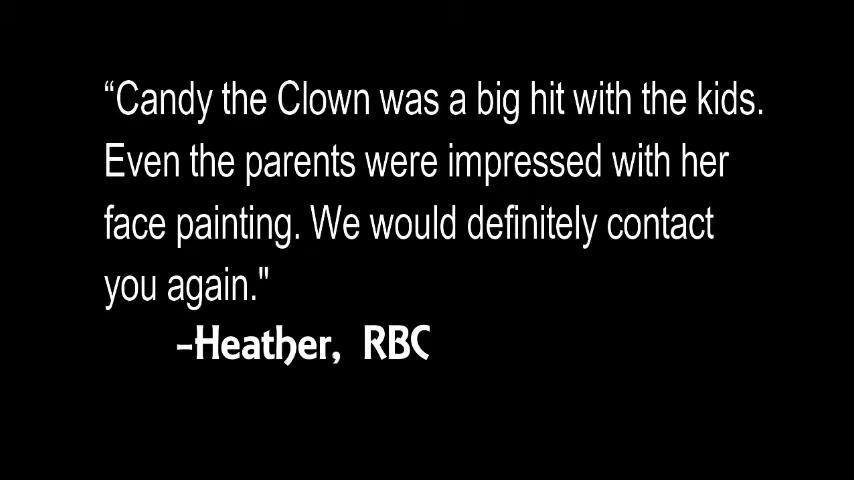 “Candy the Clown was a big hit with the kids.
Even the parents were impressed with her
face painting. We would definitely contact
you again."
-Heather, RBC